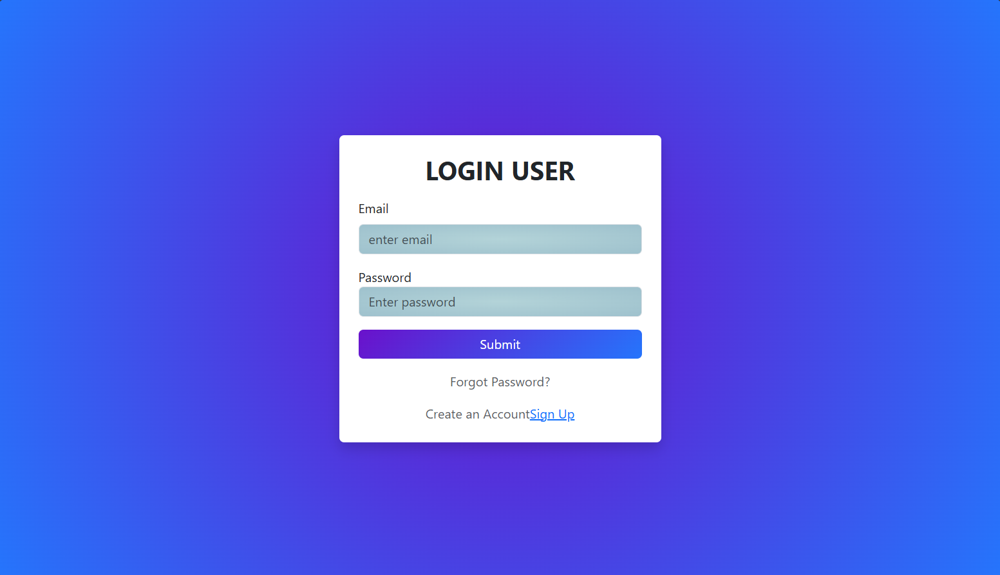 LOGIN USER
Email
enter email
Password
Enter password
Submit
Forgot Password?
Create an AccountSign Up